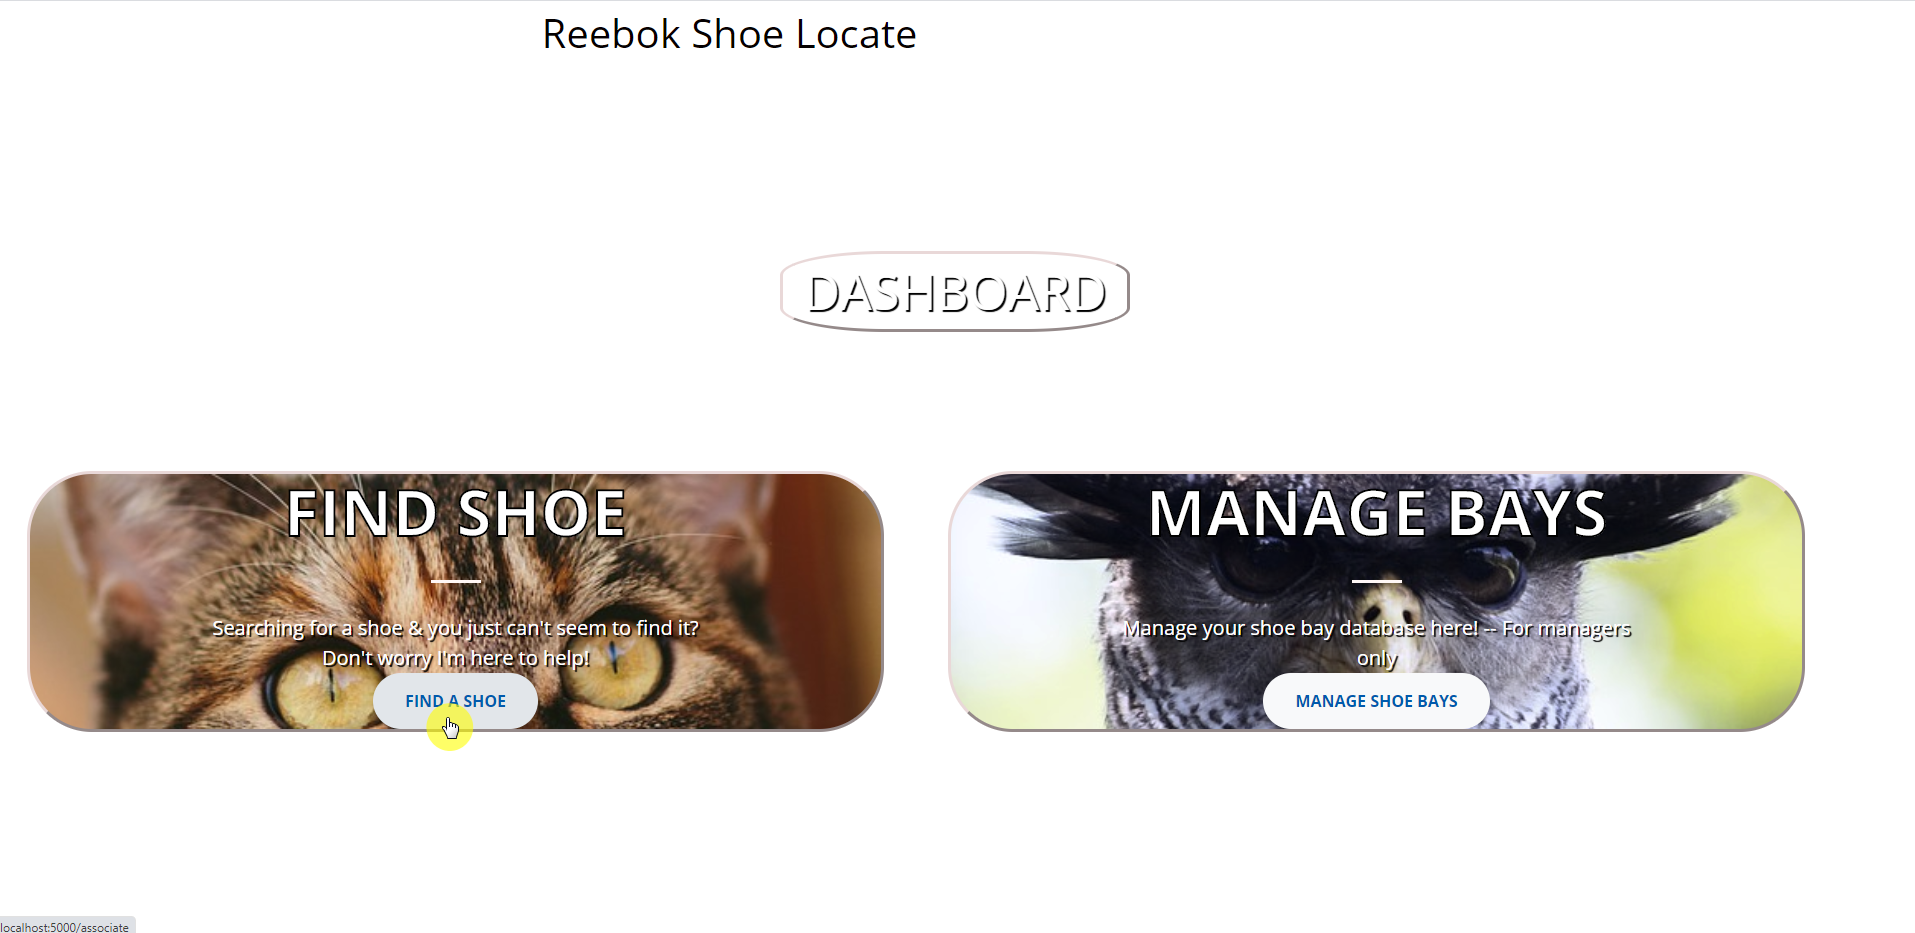 Reebok Shoe Locate
DASHBOARD
FIND SHOE
Searching for a shoe & you just can't seem to find it?
Don't worry I'm here to help!
FIND A SHOE
MANAGE BAYS
Manage your shoe bay database here! -- For managers
only
MANAGE SHOE BAYS
localhost:5000/associate